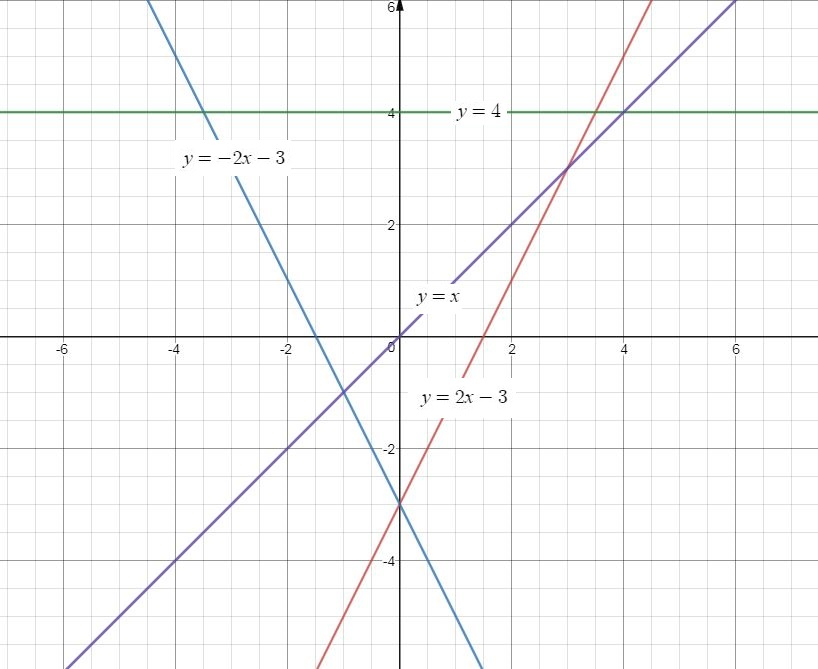 6
y = 4
4
y = −2x − 3
2
y = x
-6 -4 -2 0 2 4 6
y = 2x − 3
-2
-4